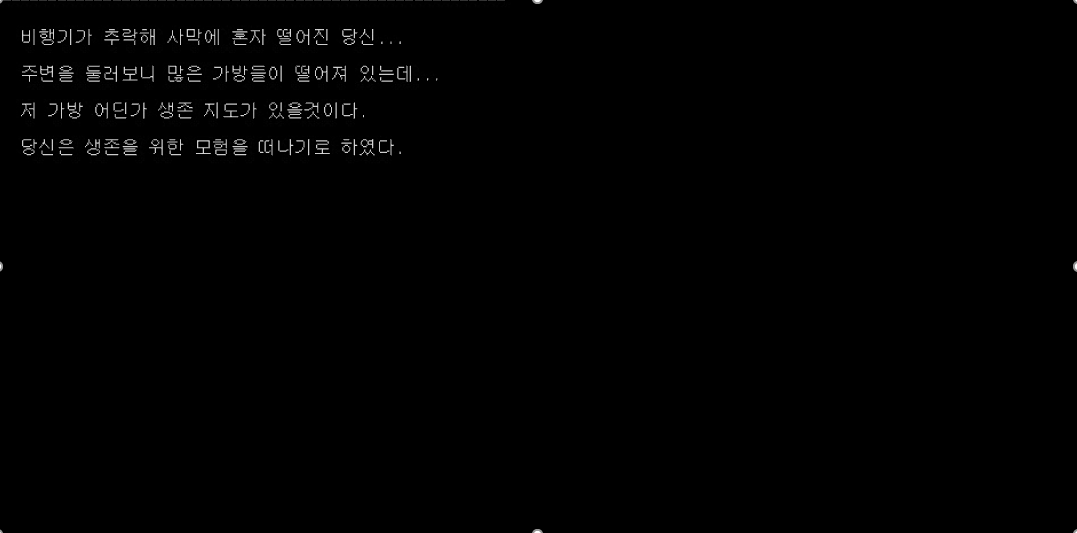 비행기가 추락해 사막에 혼자 떨어진 당신...
주변을 둘러보니 많은 가방들이 떨어져 있는데...
저 가방 어딘가 생존 지도가 있을것이다.
당신은 생존을 위한 모험을 떠나기로 하였다.